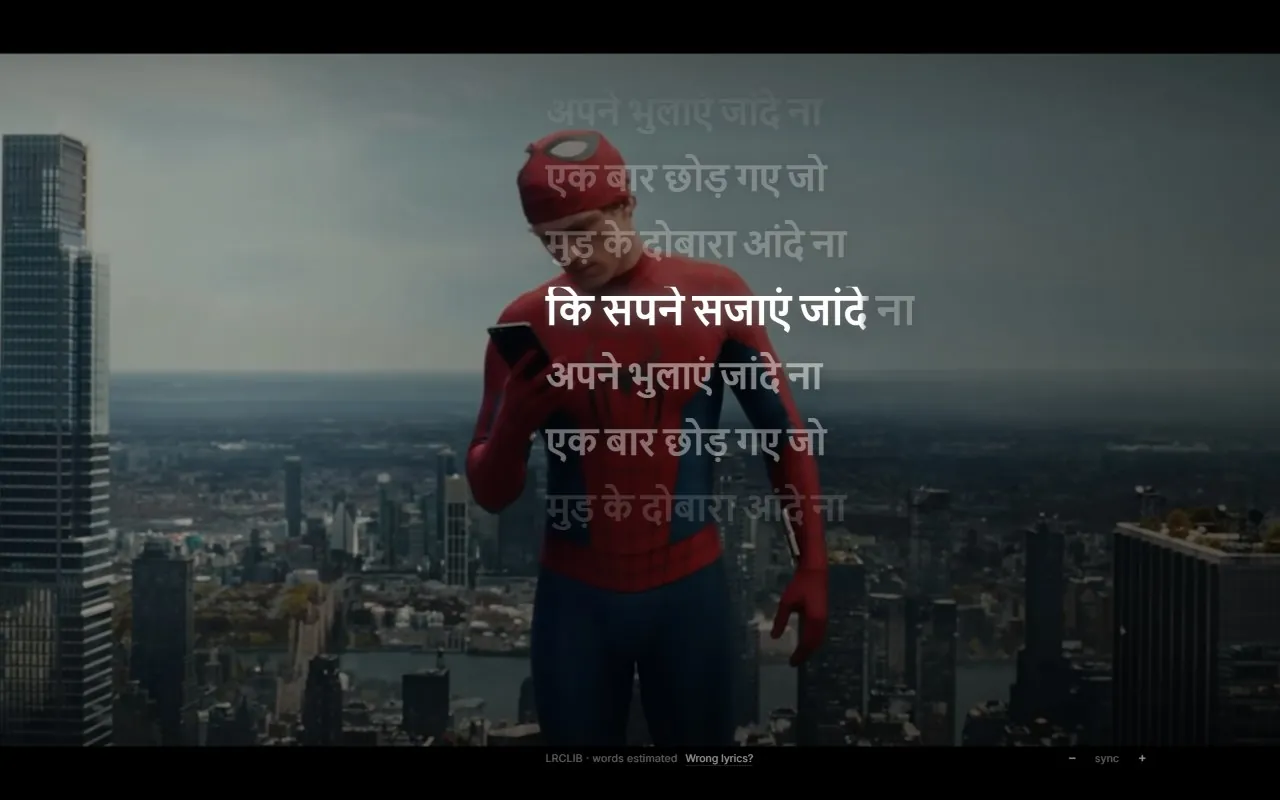 अपने भुलाएं जांदे ना
एक बार छोड़ गए जो
मुड़ के दोबारा आंदे ना
कि सपने सजाएं जांदे ना
अपने भुलाएं जांदे ना
एक बार छोड़ गए जो
मुड़ के दोबारा आंदे ना
LRCLIB · words estimated Wrong lyrics?
− sync +